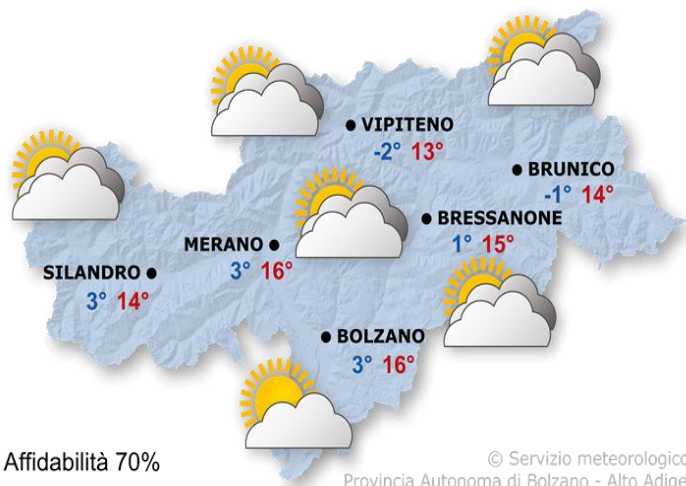 VIPITENO
-2° 13°
BRUNICO
-1° 14°
BRESSANONE
1° 15°
MERANO
3° 16°
SILANDRO
3° 14°
BOLZANO
3° 16°
Affidabilità 70%
© Servizio meteorologico
Provincia Autonoma di Bolzano - Alto Adige